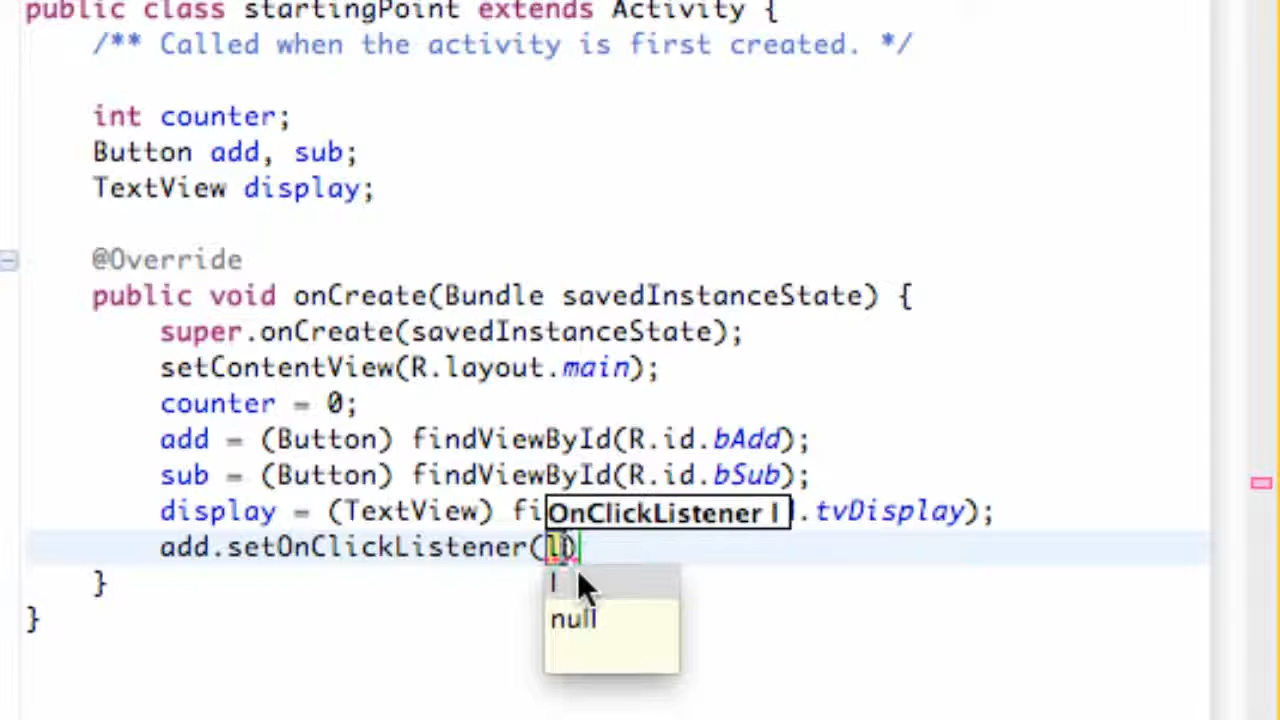 public class startingPoint extends Activity {
/** Called when the activity is first created. */
int counter;
Button add, sub;
TextView display;
@Override
public void onCreate(Bundle savedInstanceState) {
super.onCreate(savedInstanceState);
setContentView(R.layout.main);
counter = 0;
add = (Button) findViewById(R.id.bAdd);
sub = (Button) findViewById(R.id.bSub);
display = (TextView) fi OnClickListener l .tvDisplay);
add.setOnClickListener(l)
l
null
}
}